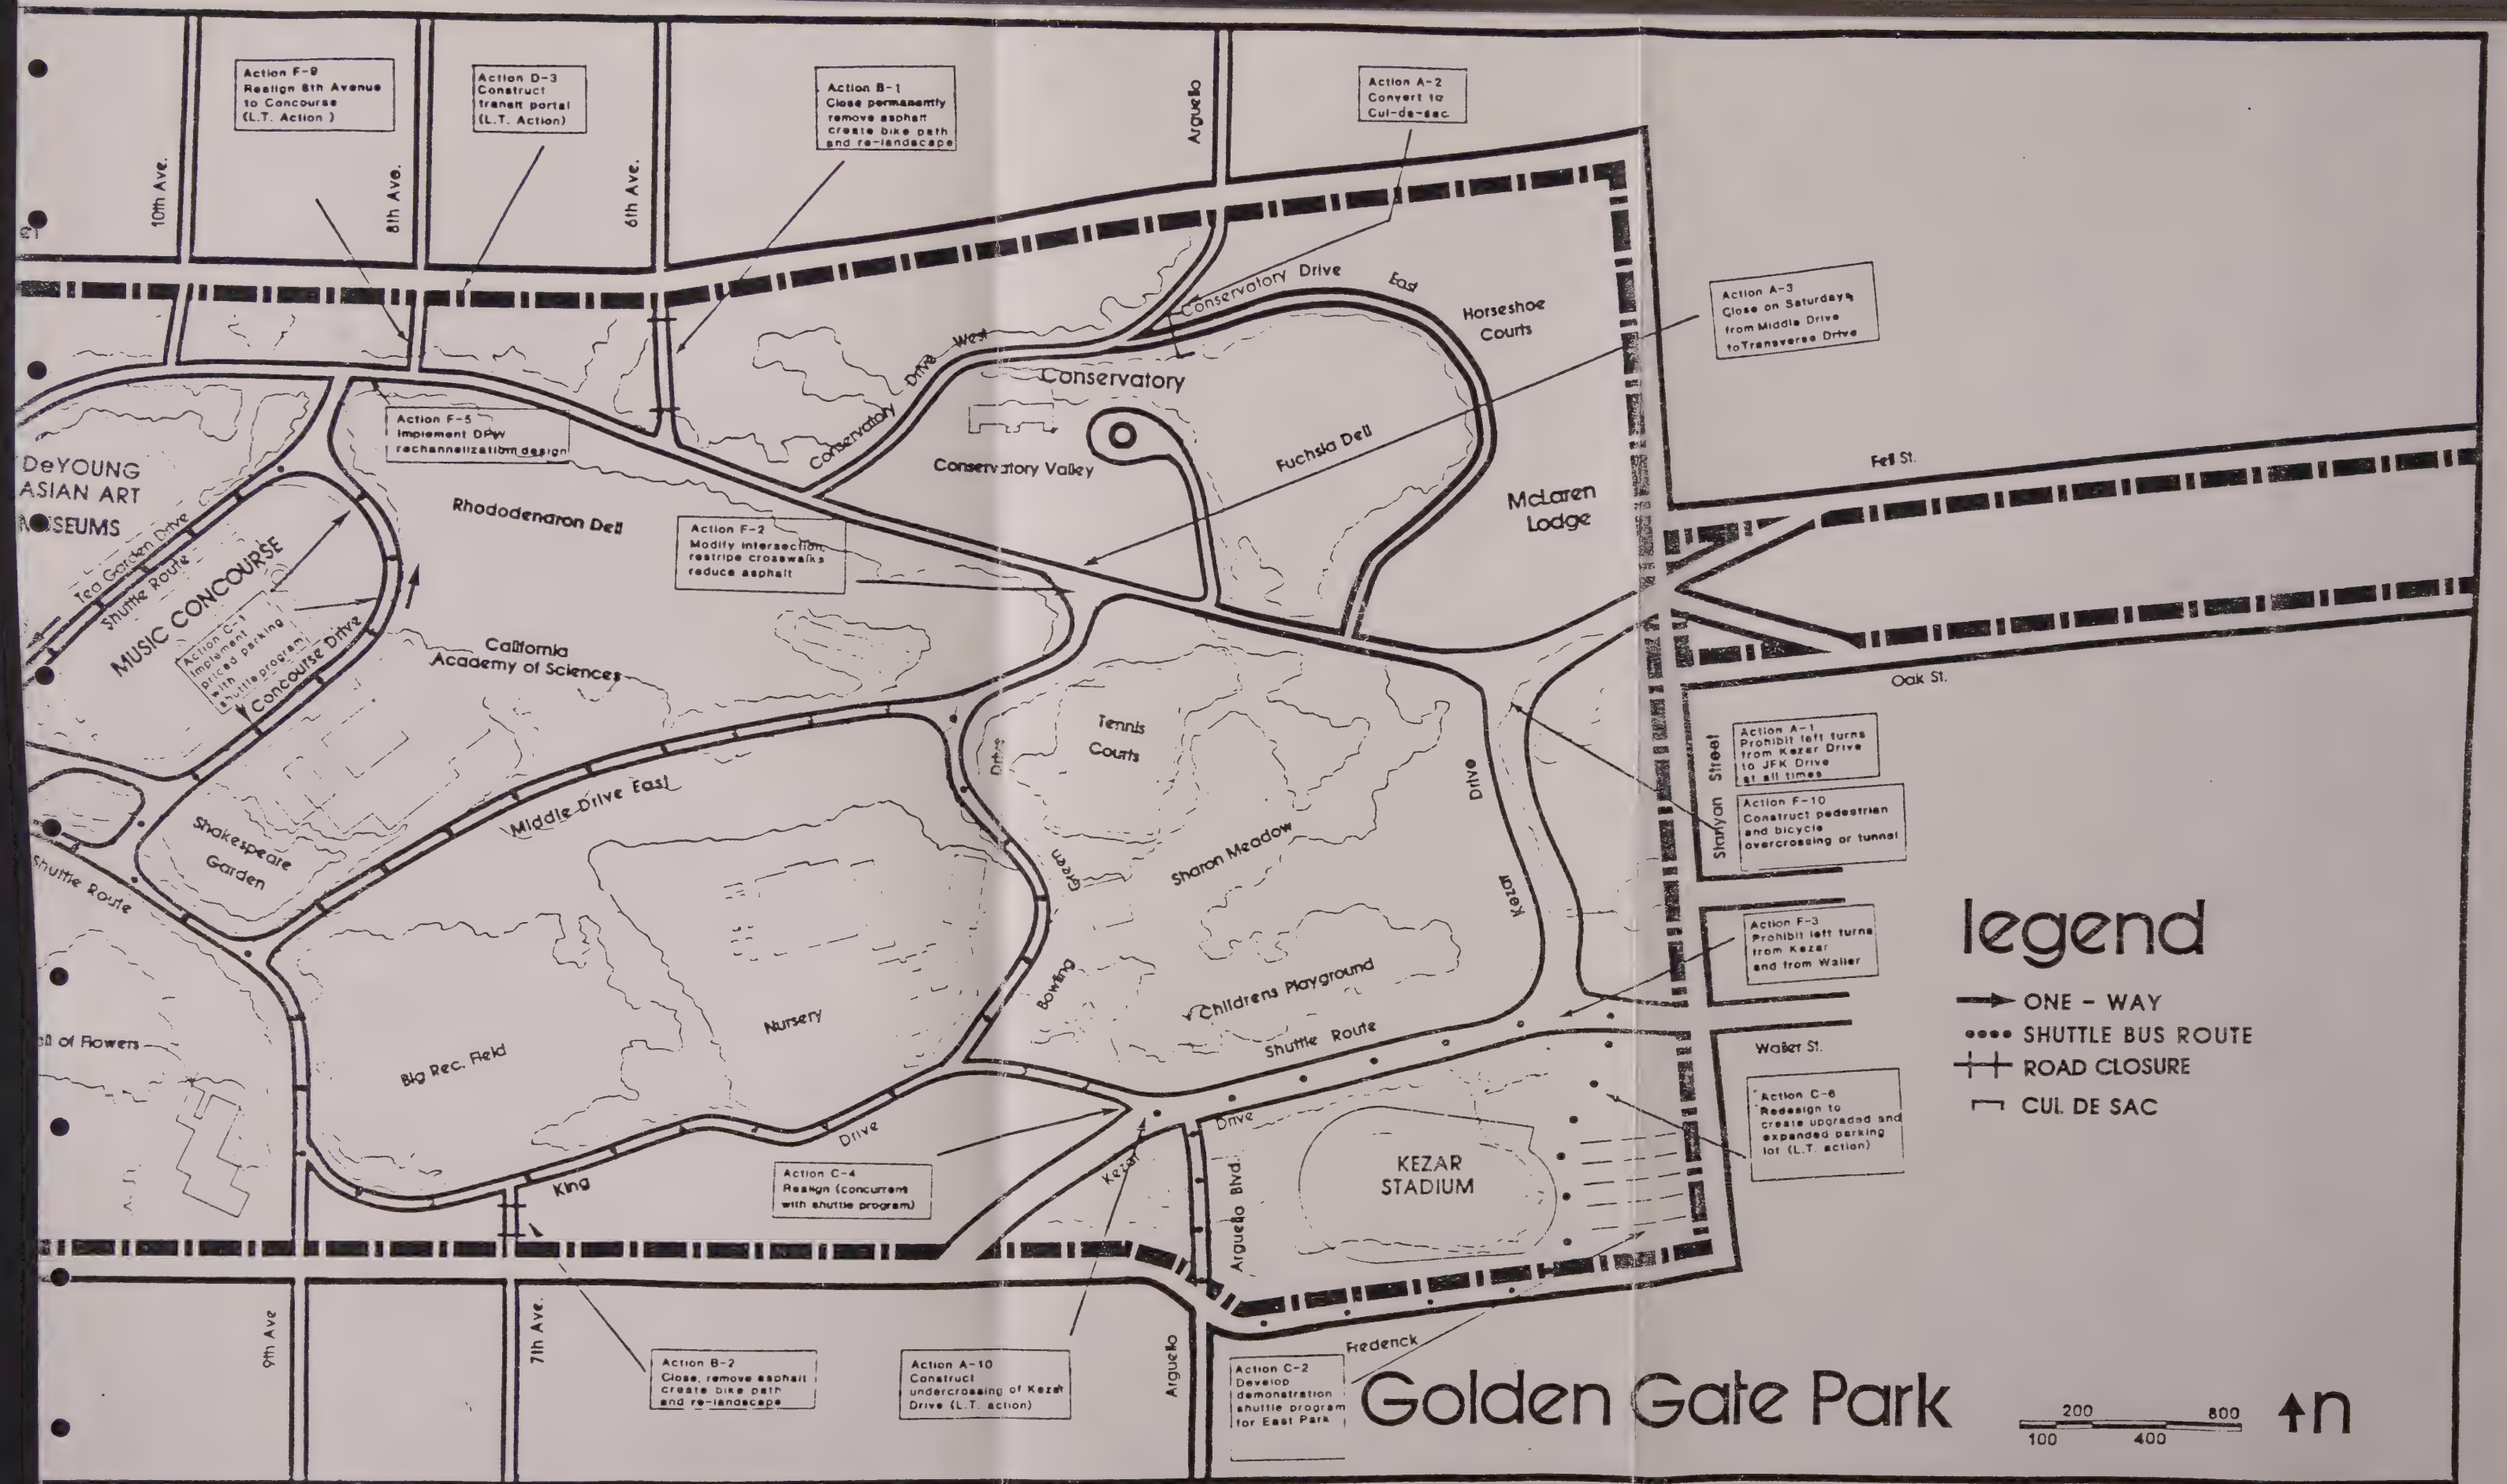 Action F-9
Realign 8th Avenue
to Concourse
(L.T. Action )
Action D-3
Construct
transit portal
(L.T. Action)
Action B-1
Close permanently
remove asphalt
create bike path
and re-landscape
Action A-2
Convert to
Cul-de-sac
10th Ave.
8th Ave.
6th Ave.
Arguello
Conservatory Drive East
Horseshoe
Courts
Action A-3
Close on Saturdays
from Middle Drive
to Transverse Drive
Conservatory Drive West
Conservatory
Action F-5
Implement DPW
rechannelization design
DeYOUNG
ASIAN ART
MUSEUMS
Conservatory Valley
Fuchsia Dell
Fell St.
McLaren
Lodge
Rhododendron Dell
Action F-2
Modify intersection
restripe crosswalks
reduce asphalt
Tea Garden Drive
Shuttle Route
MUSIC CONCOURSE
Action C-1
Implement
priced parking
with
shuttle program
Concourse Drive
California
Academy of Sciences
Oak St.
Tennis
Courts
Action A-1
Prohibit left turns
from Kezar Drive
to JFK Drive
at all times
Stanyan Street
Action F-10
Construct pedestrian
and bicycle
overcrossing or tunnel
Middle Drive East
Shakespeare
Garden
Sharon Meadow
Kezar Drive
Shuttle Route
Bowling Green Drive
Action F-3
Prohibit left turns
from Kezar
and from Waller
legend
ONE - WAY
SHUTTLE BUS ROUTE
ROAD CLOSURE
CUL DE SAC
Childrens Playground
Nursery
Shuttle Route
Waller St.
of Flowers
Big Rec. Field
Action C-6
Redesign to
create upgraded and
expanded parking
lot (L.T. action)
King Drive
Kezar Drive
Action C-4
Realign (concurrent
with shuttle program)
KEZAR
STADIUM
Arguello Blvd.
9th Ave
7th Ave.
Action B-2
Close, remove asphalt
create bike path
and re-landscape
Action A-10
Construct
undercrossing of Kezar
Drive (L.T. action)
Arguello
Frederick
Action C-2
Develop
demonstration
shuttle program
for East Park
Golden Gate Park
200 800
100 400
n